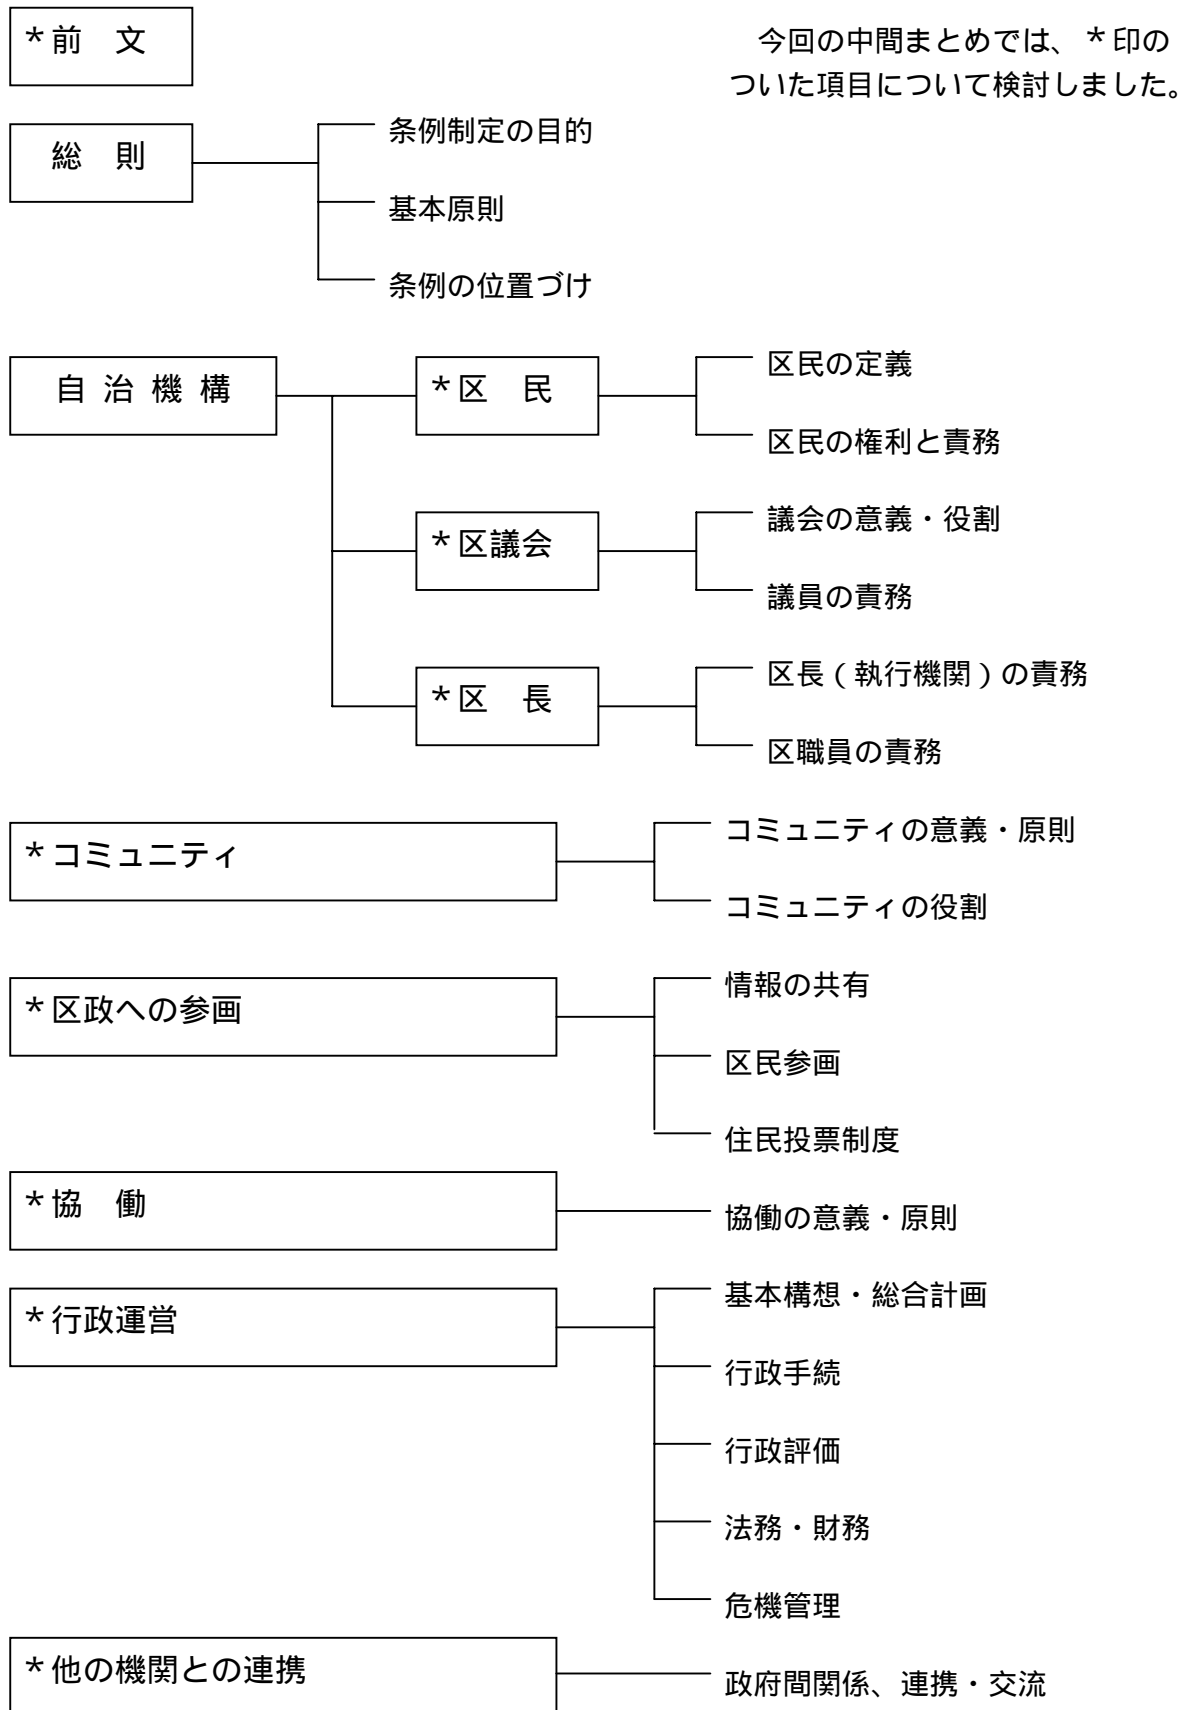 *前　文
今回の中間まとめでは、*印の
ついた項目について検討しました。
総　則
条例制定の目的
基本原則
条例の位置づけ
自 治 機 構
*区　民
区民の定義
区民の権利と責務
*区議会
議会の意義・役割
議員の責務
*区　長
区長（執行機関）の責務
区職員の責務
*コミュニティ
コミュニティの意義・原則
コミュニティの役割
*区政への参画
情報の共有
区民参画
住民投票制度
*協　働
協働の意義・原則
*行政運営
基本構想・総合計画
行政手続
行政評価
法務・財務
危機管理
*他の機関との連携
政府間関係、連携・交流